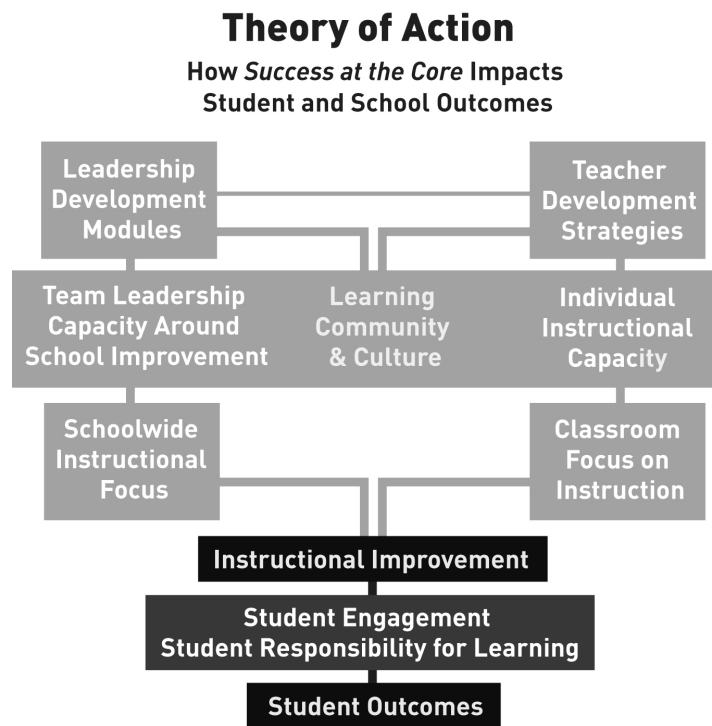 Theory of Action
How Success at the Core Impacts
Student and School Outcomes
Leadership
Development
Modules
Teacher
Development
Strategies
Team Leadership
Capacity Around
School Improvement
Learning
Community
& Culture
Individual
Instructional
Capacity
Schoolwide
Instructional
Focus
Classroom
Focus on
Instruction
Instructional Improvement
Student Engagement
Student Responsibility for Learning
Student Outcomes